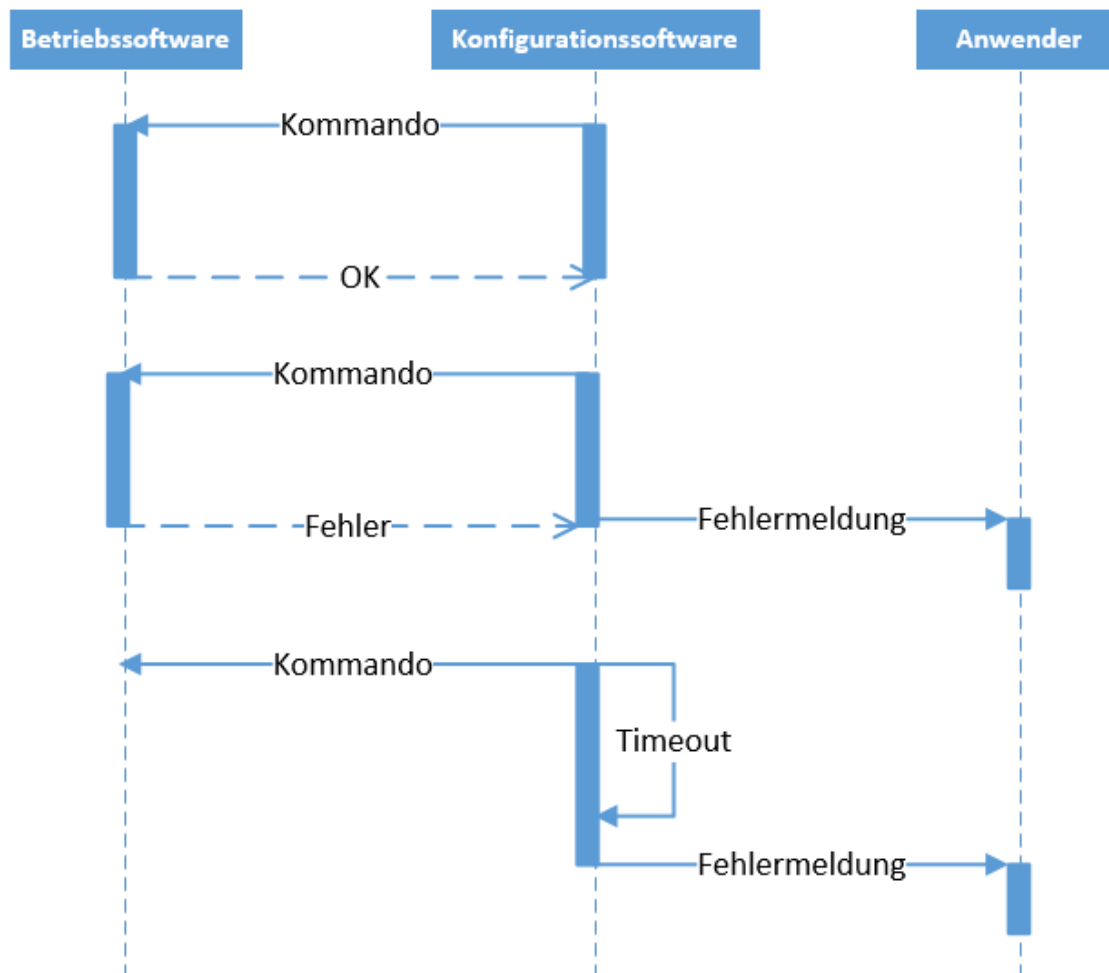 Betriebssoftware
Konfigurationssoftware
Anwender
Kommando
OK
Kommando
Fehler
Fehlermeldung
Kommando
Timeout
Fehlermeldung